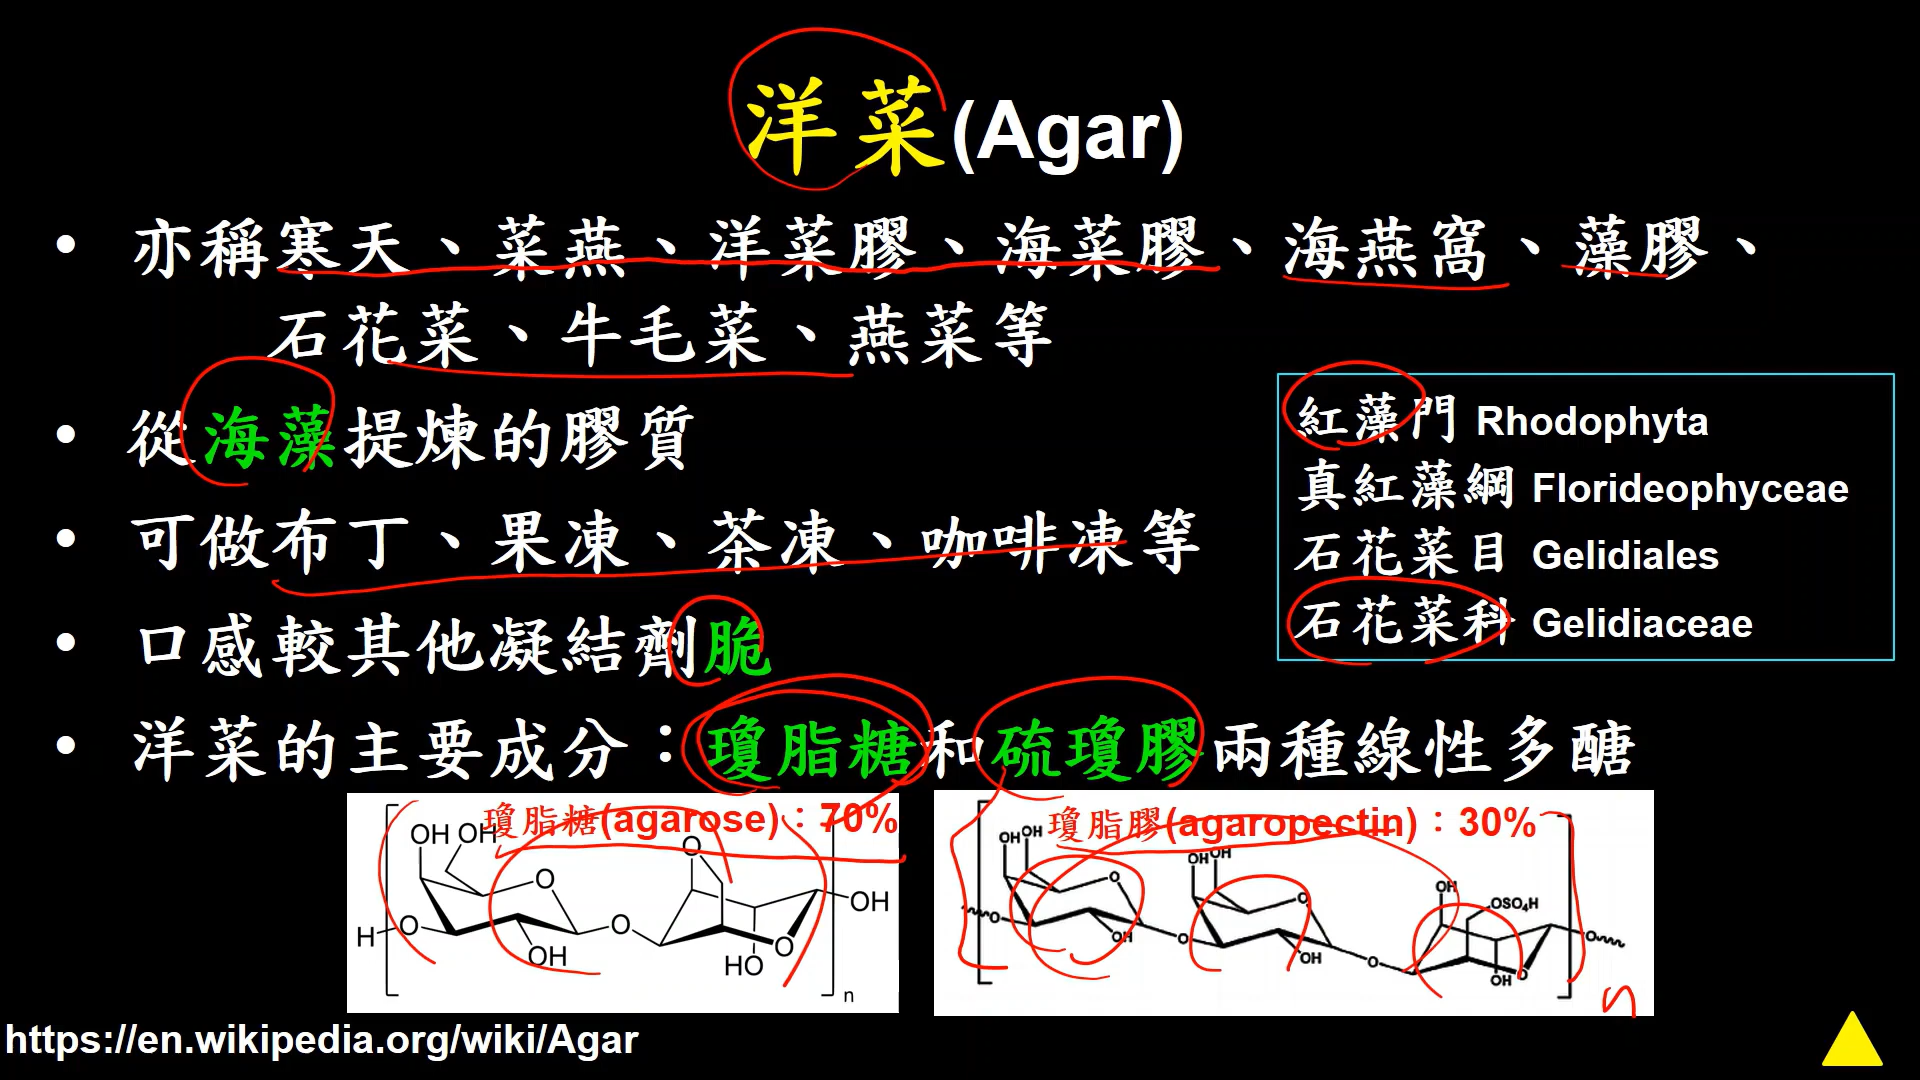 洋菜(Agar)
• 亦稱寒天、菜燕、洋菜膠、海菜膠、海燕窩、藻膠、
石花菜、牛毛菜、燕菜等
• 從海藻提煉的膠質
• 可做布丁、果凍、茶凍、咖啡凍等
• 口感較其他凝結劑脆
• 洋菜的主要成分：瓊脂糖和硫瓊膠兩種線性多醣
紅藻門 Rhodophyta
真紅藻綱 Florideophyceae
石花菜目 Gelidiales
石花菜科 Gelidiaceae
瓊脂糖(agarose)：70%
OH OH O
O OH
H O O
OH HO O
n
瓊脂膠(agaropectin)：30%
OH OH OH OH
O O OH OSO₄H
O OH O OH O O
OH O
n
https://en.wikipedia.org/wiki/Agar